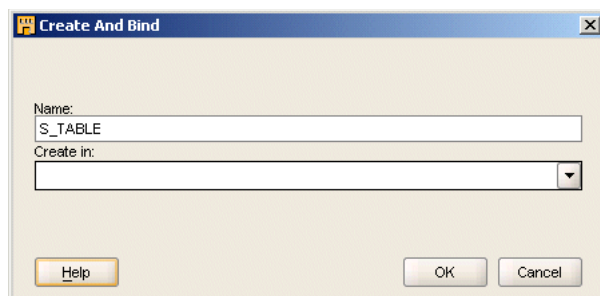 Create And Bind
Name:
S_TABLE
Create in:
Help
OK
Cancel